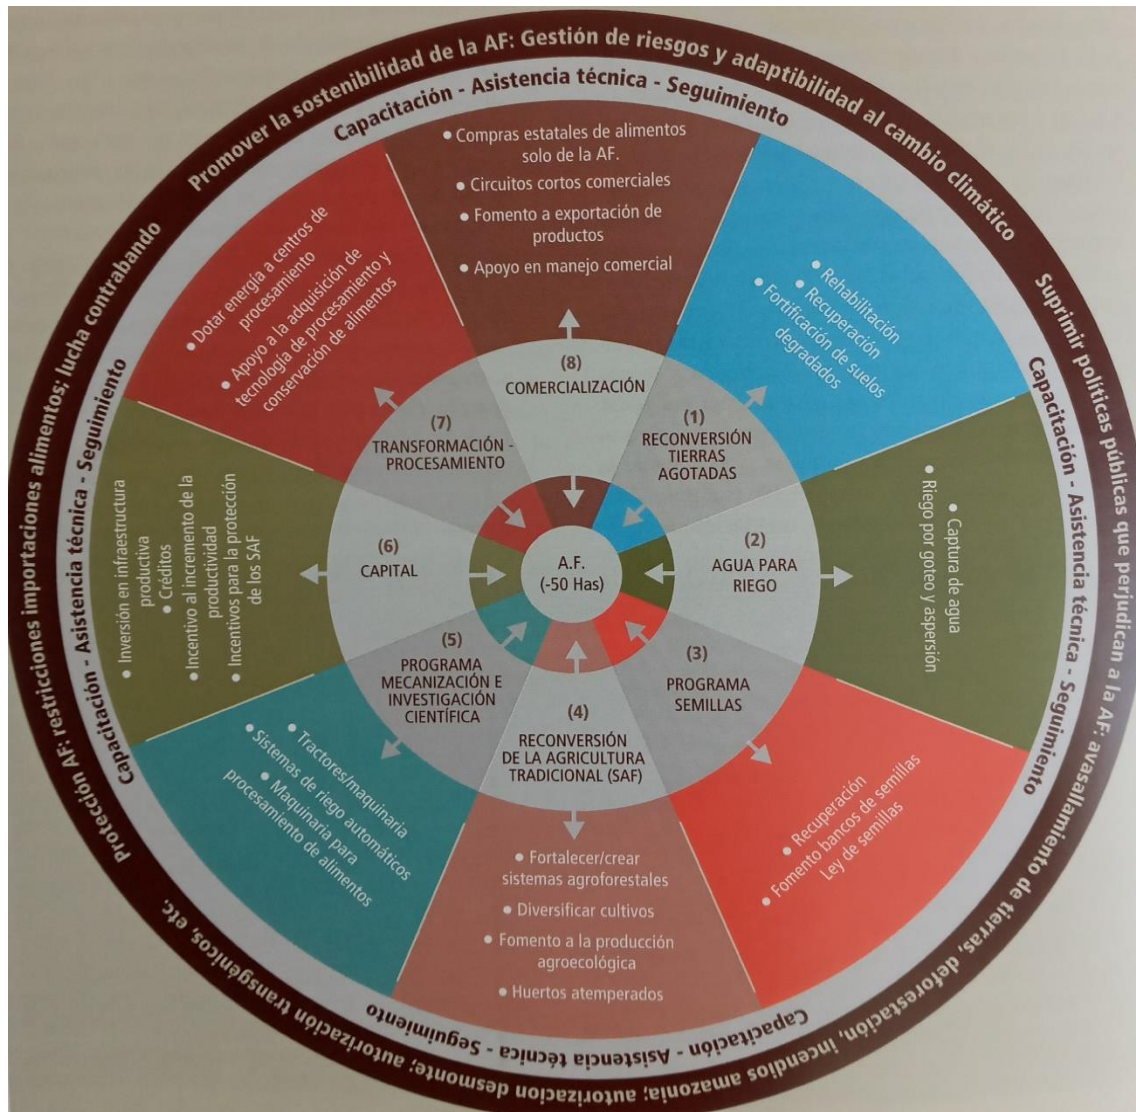 Promover la sostenibilidad de la AF: Gestión de riesgos y adaptibilidad al cambio climático
Suprimir políticas públicas que perjudican a la AF: avasallamiento de tierras, deforestación, incendios amazonia; autorización desmonte; autorizacion transgénicos, etc.
Protección AF: restricciones importaciones alimentos; lucha contrabando
Capacitación - Asistencia técnica - Seguimiento
Capacitación - Asistencia técnica - Seguimiento
Capacitación - Asistencia técnica - Seguimiento
Capacitación - Asistencia técnica - Seguimiento
• Compras estatales de alimentos
solo de la AF.
• Circuitos cortos comerciales
• Fomento a exportación de
productos
• Apoyo en manejo comercial
• Rehabilitación
• Recuperación
• Fortificación de suelos
degradados
• Captura de agua
• Riego por goteo y aspersión
• Recuperación
• Fomento bancos de semillas
Ley de semillas
• Fortalecer/crear
sistemas agroforestales
• Diversificar cultivos
• Fomento a la producción
agroecológica
• Huertos atemperados
• Tractores/maquinaria
• Sistemas de riego automáticos
• Maquinaria para
procesamiento de alimentos
• Inversión en infraestructura
productiva
• Créditos
• Incentivo al incremento de la
productividad
• Incentivos para la protección
de los SAF
• Dotar energía a centros de
procesamiento
• Apoyo a la adquisición de
tecnología de procesamiento y
conservación de alimentos
(8)
COMERCIALIZACIÓN
(1)
RECONVERSIÓN
TIERRAS
AGOTADAS
(2)
AGUA PARA
RIEGO
(3)
PROGRAMA
SEMILLAS
(4)
RECONVERSIÓN
DE LA AGRICULTURA
TRADICIONAL (SAF)
(5)
PROGRAMA
MECANIZACIÓN E
INVESTIGACIÓN
CIENTÍFICA
(6)
CAPITAL
(7)
TRANSFORMACIÓN -
PROCESAMIENTO
A.F.
(-50 Has)